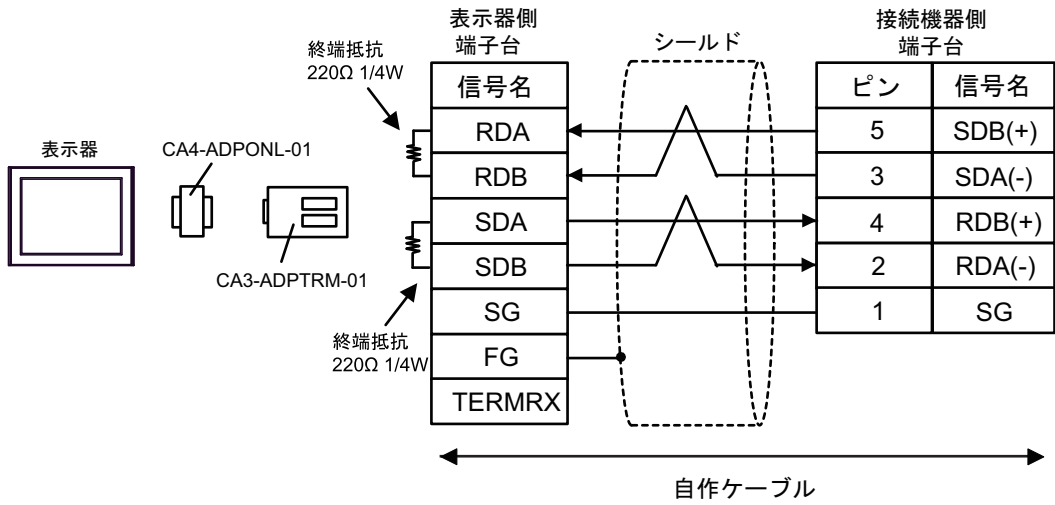 表示器側
端子台
シールド
接続機器側
端子台
終端抵抗
220Ω 1/4W
信号名
ピン 信号名
表示器
CA4-ADPONL-01
RDA
5 SDB(+)
RDB
3 SDA(-)
SDA
4 RDB(+)
SDB
2 RDA(-)
CA3-ADPTRM-01
SG
1 SG
終端抵抗
220Ω 1/4W
FG
TERMRX
自作ケーブル